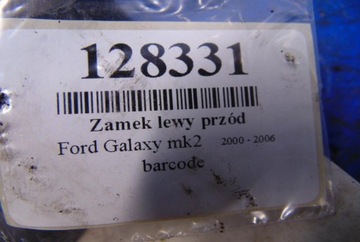 128331
Zamek lewy przód
Ford Galaxy mk2 2000 - 2006
barcode